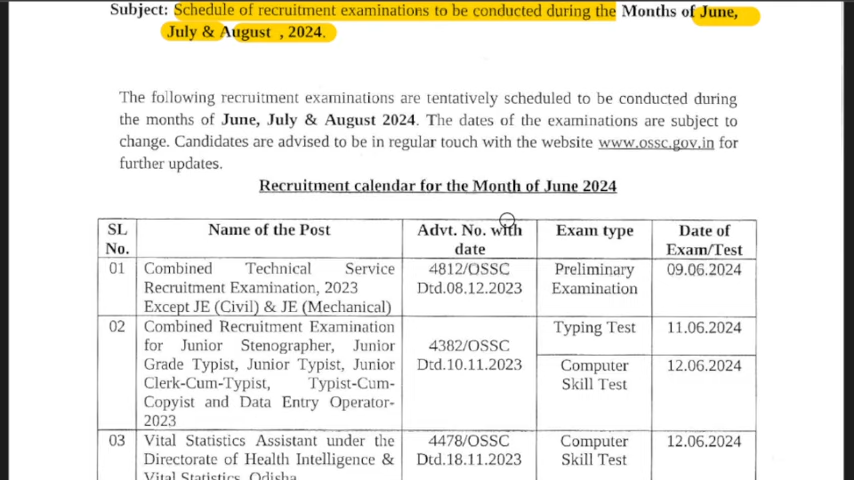 Subject: Schedule of recruitment examinations to be conducted during the Months of June,
July & August , 2024.
The following recruitment examinations are tentatively scheduled to be conducted during
the months of June, July & August 2024. The dates of the examinations are subject to
change. Candidates are advised to be in regular touch with the website www.ossc.gov.in for
further updates.
Recruitment calendar for the Month of June 2024
SL No.
Name of the Post
Advt. No. with date
Exam type
Date of Exam/Test
01
Combined Technical Service
Recruitment Examination, 2023
Except JE (Civil) & JE (Mechanical)
4812/OSSC
Dtd.08.12.2023
Preliminary
Examination
09.06.2024
02
Combined Recruitment Examination
for Junior Stenographer, Junior
Grade Typist, Junior Typist, Junior
Clerk-Cum-Typist, Typist-Cum-
Copyist and Data Entry Operator-
2023
4382/OSSC
Dtd.10.11.2023
Typing Test
11.06.2024
Computer
Skill Test
12.06.2024
03
Vital Statistics Assistant under the
Directorate of Health Intelligence &
Vital Statistics, Odisha
4478/OSSC
Dtd.18.11.2023
Computer
Skill Test
12.06.2024